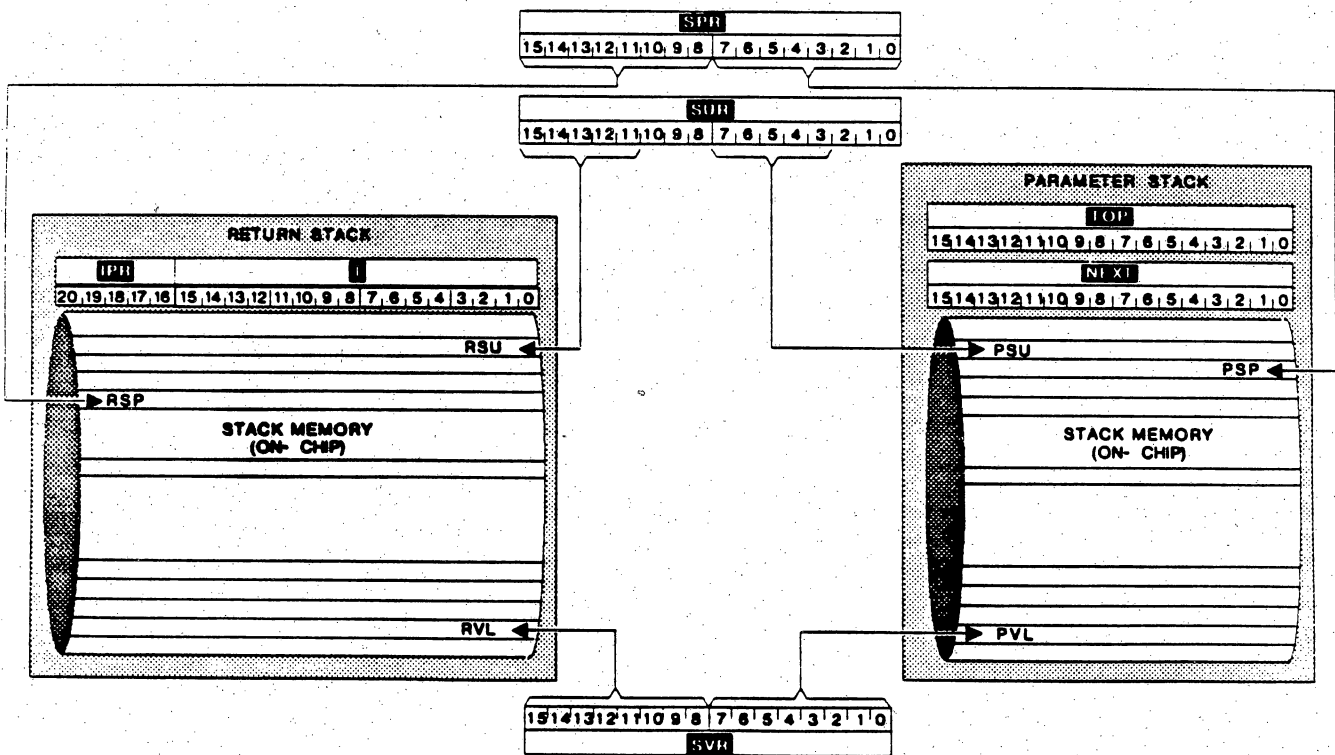 SPR
15 14 13 12 11 10 9 8 7 6 5 4 3 2 1 0
SUR
15 14 13 12 11 10 9 8 7 6 5 4 3 2 1 0
PARAMETER STACK
TOP
15 14 13 12 11 10 9 8 7 6 5 4 3 2 1 0
NEXT
15 14 13 12 11 10 9 8 7 6 5 4 3 2 1 0
RETURN STACK
IPR I
20 19 18 17 16 15 14 13 12 11 10 9 8 7 6 5 4 3 2 1 0
RSU
RSP
STACK MEMORY
(ON- CHIP)
RVL
PSU
PSP
STACK MEMORY
(ON- CHIP)
PVL
15 14 13 12 11 10 9 8 7 6 5 4 3 2 1 0
SVR